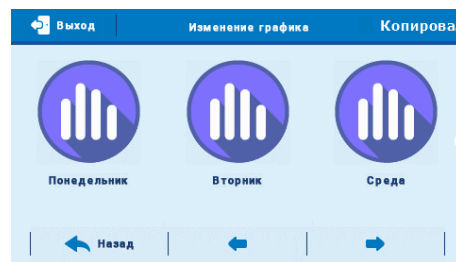 Выход Изменение графика Копирова
Понедельник Вторник Среда
Назад